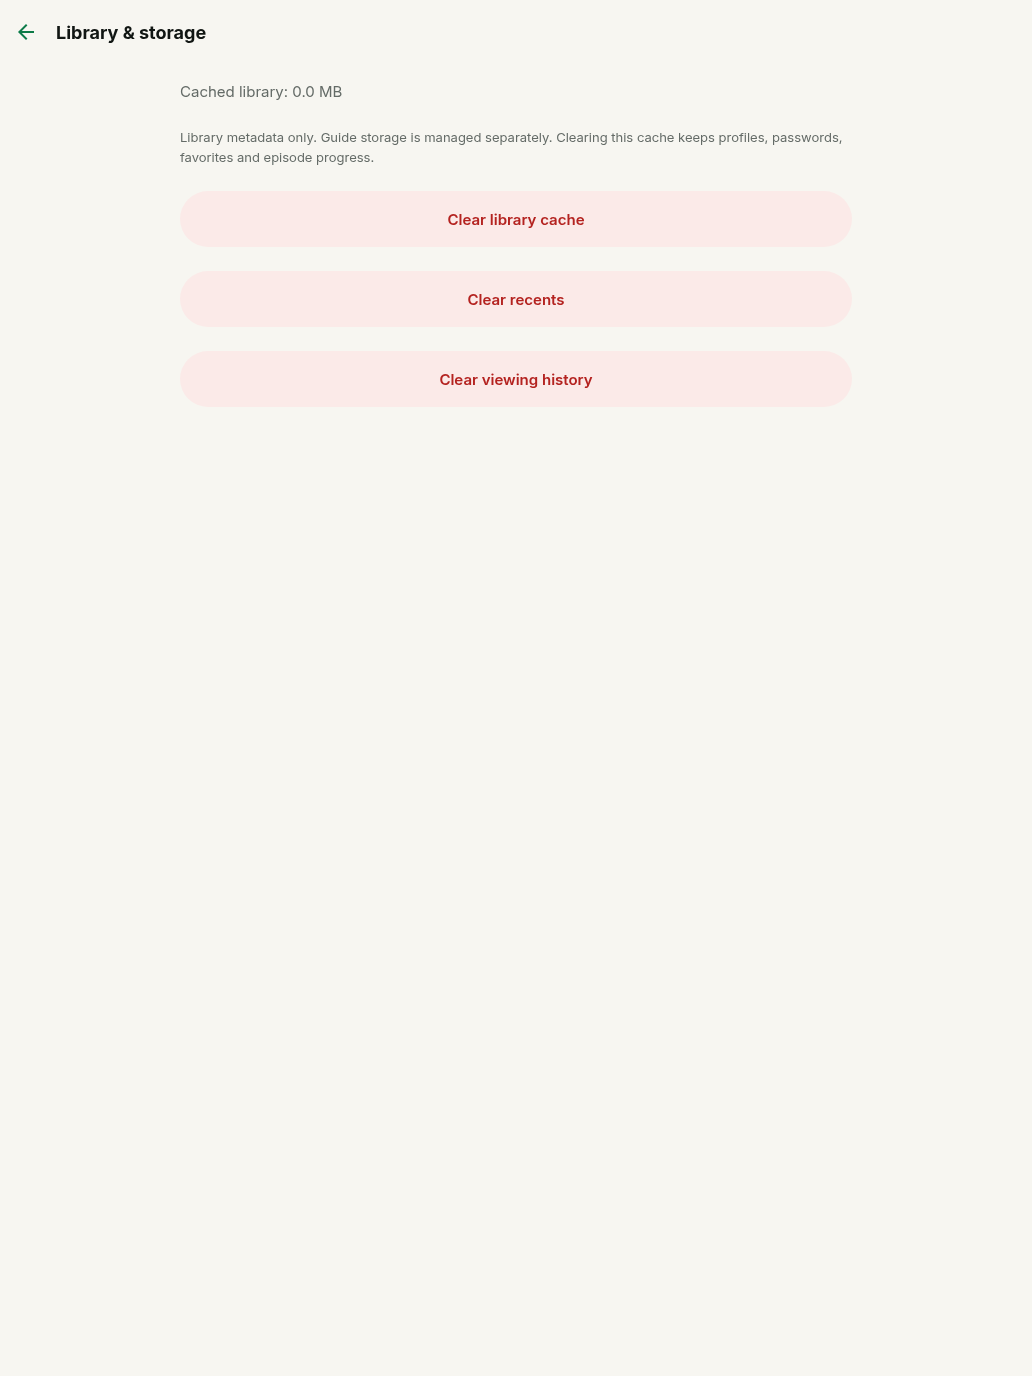 Library & storage
Cached library: 0.0 MB
Library metadata only. Guide storage is managed separately. Clearing this cache keeps profiles, passwords,
favorites and episode progress.
Clear library cache
Clear recents
Clear viewing history